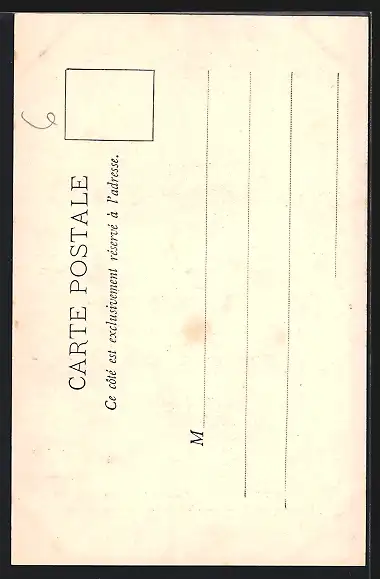 CARTE POSTALE
Ce côté est exclusivement réservé à l'adresse.
M
6